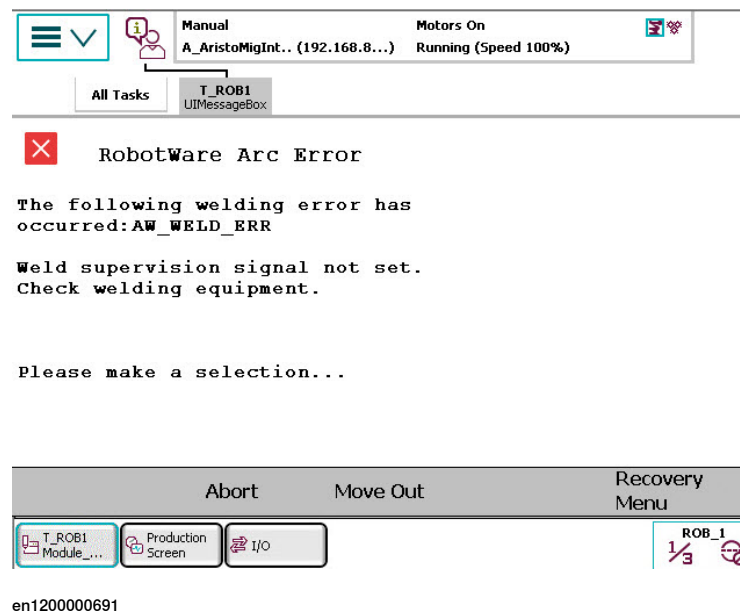 Manual
Motors On
A_AristoMigInt.. (192.168.8...)
Running (Speed 100%)
All Tasks
T_ROB1
UIMessageBox
RobotWare Arc Error
The following welding error has
occurred:AW_WELD_ERR
Weld supervision signal not set.
Check welding equipment.
Please make a selection...
Abort
Move Out
Recovery
Menu
T_ROB1
Module_...
Production
Screen
I/O
ROB_1
1/3
en1200000691